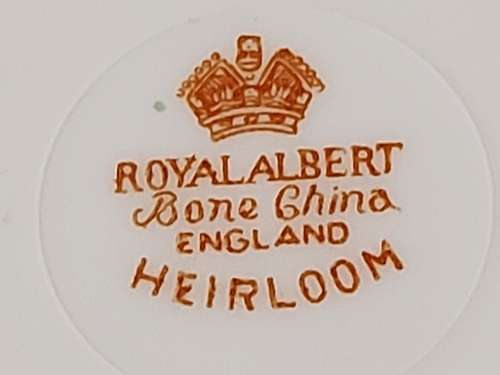 ROYAL ALBERT
Bone China
ENGLAND
HEIRLOOM